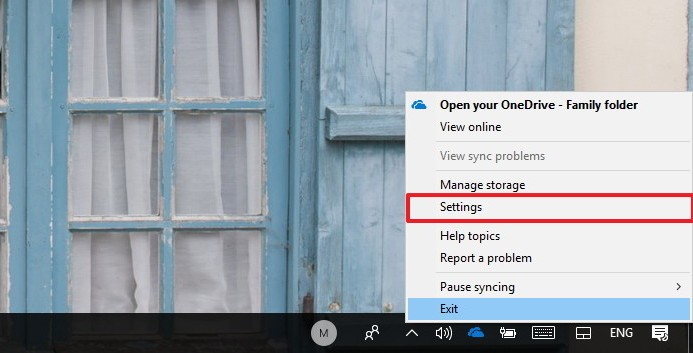 Open your OneDrive - Family folder
View online
View sync problems
Manage storage
Settings
Help topics
Report a problem
Pause syncing
Exit
M
ENG